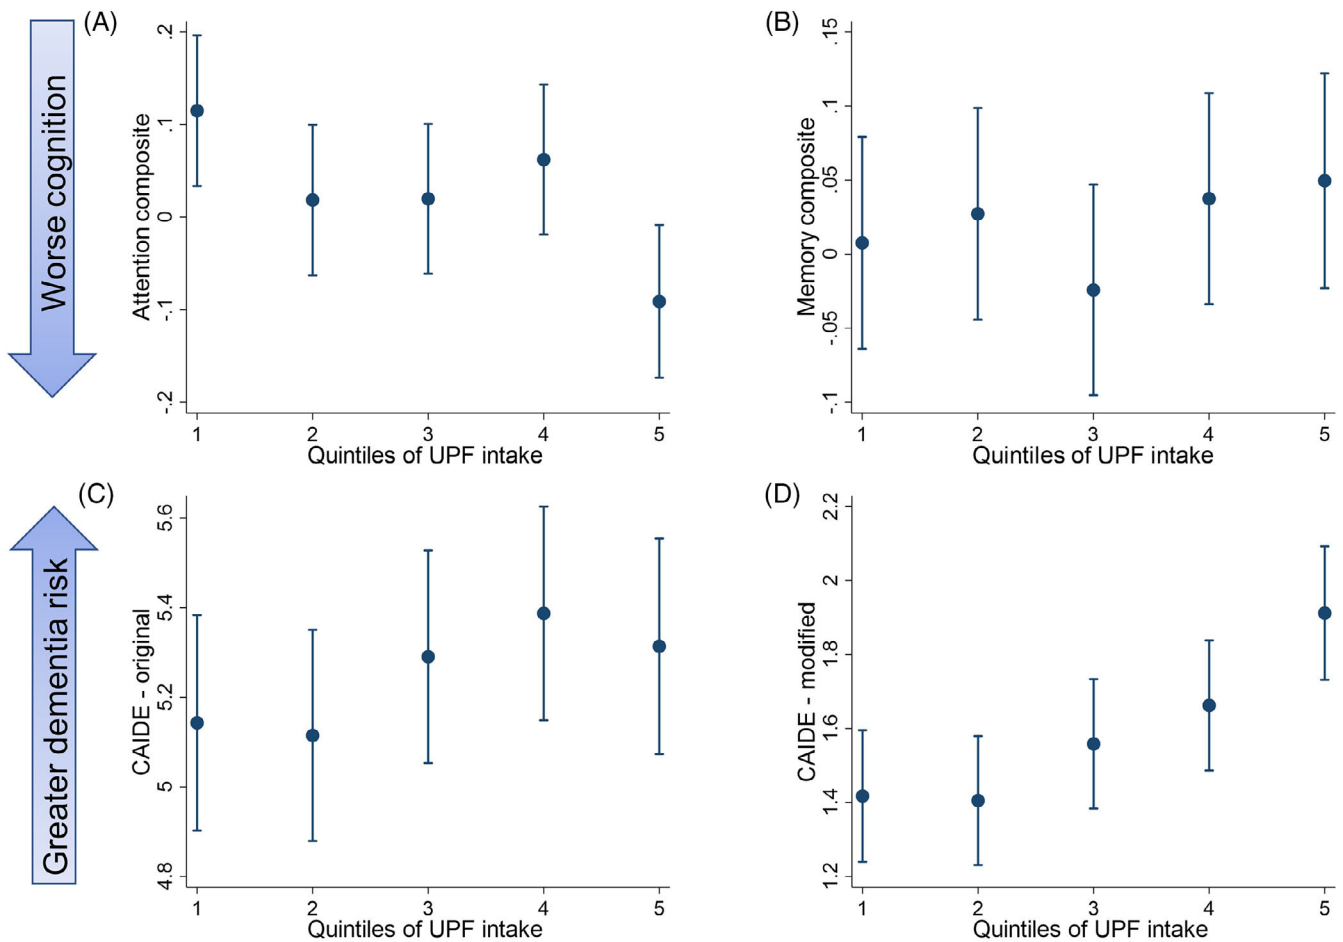 Worse cognition
(A)
Attention composite
.2
.1
0
-.1
-.2
1 2 3 4 5
Quintiles of UPF intake
(B)
Memory composite
.15
.1
.05
0
-.05
-.1
1 2 3 4 5
Quintiles of UPF intake
Greater dementia risk
(C)
CAIDE - original
5.6
5.4
5.2
5
4.8
1 2 3 4 5
Quintiles of UPF intake
(D)
CAIDE - modified
2.2
2
1.8
1.6
1.4
1.2
1 2 3 4 5
Quintiles of UPF intake